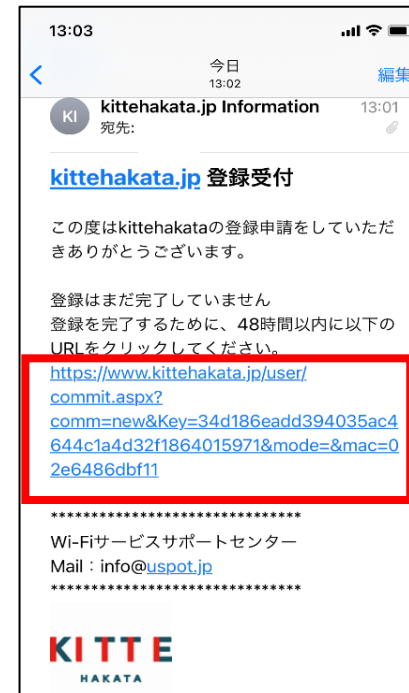 13:03
今日
13:02
編集
KI
kittehakata.jp Information
13:01
宛先:
kittehakata.jp 登録受付
この度はkittehakataの登録申請をしていただ
きありがとうございます。
登録はまだ完了していません
登録を完了するために、48時間以内に以下の
URLをクリックしてください。
https://www.kittehakata.jp/user/
commit.aspx?
comm=new&Key=34d186eadd394035ac4
644c1a4d32f1864015971&mode=&mac=0
2e6486dbf11
*******************************
Wi-Fiサービスサポートセンター
Mail：info@uspot.jp
*******************************
KITTE
HAKATA